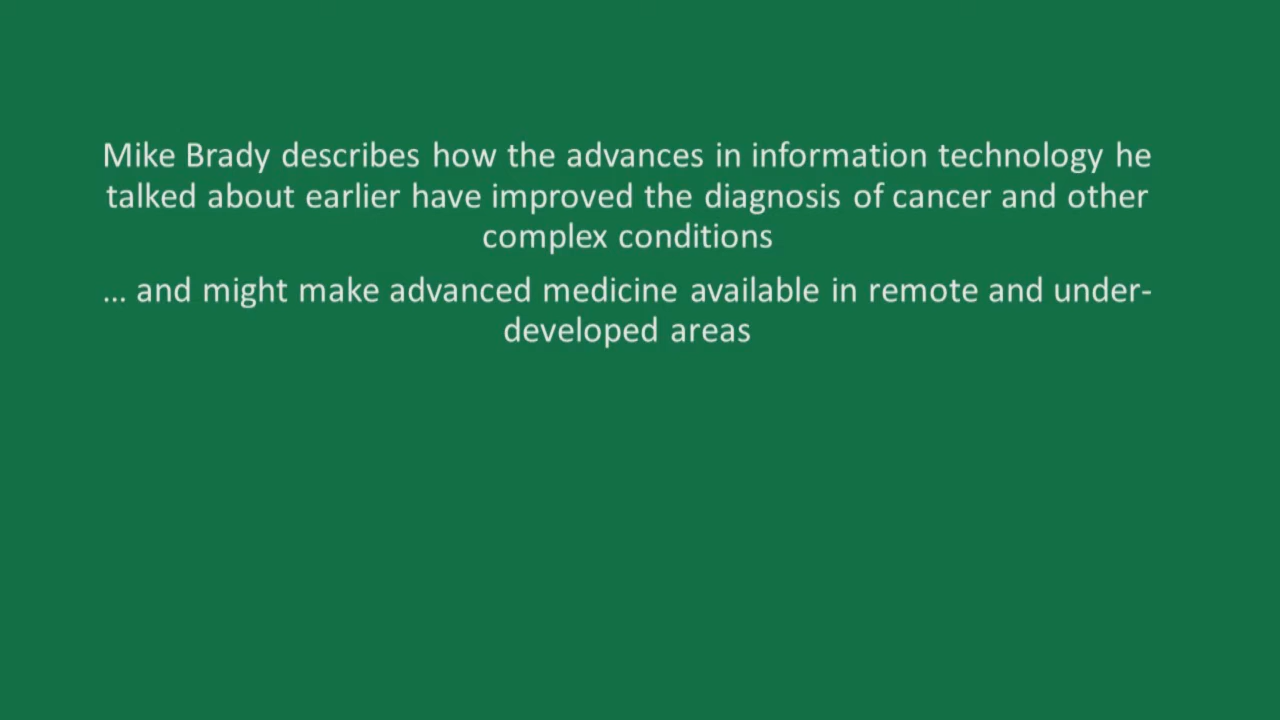 Mike Brady describes how the advances in information technology he
talked about earlier have improved the diagnosis of cancer and other
complex conditions
... and might make advanced medicine available in remote and under-
developed areas